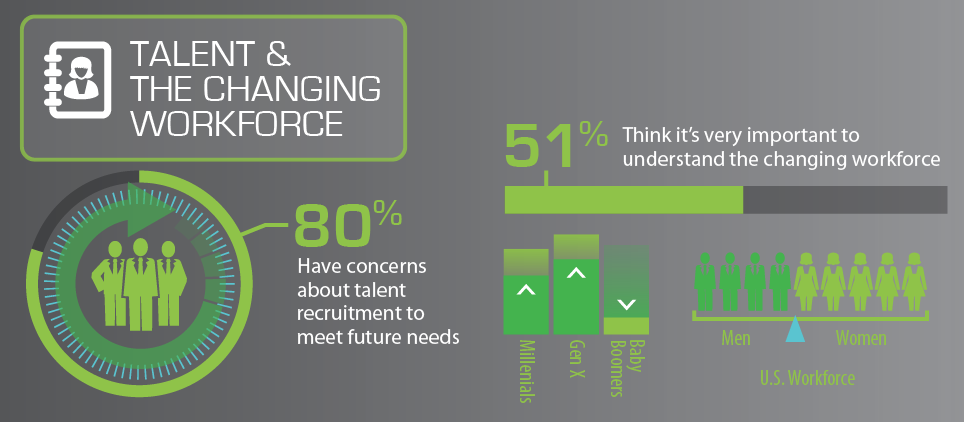 TALENT &
THE CHANGING
WORKFORCE
80%
Have concerns
about talent
recruitment to
meet future needs
51%
Think it's very important to
understand the changing workforce
Millenials
Gen X
Baby
Boomers
Men
Women
U.S. Workforce